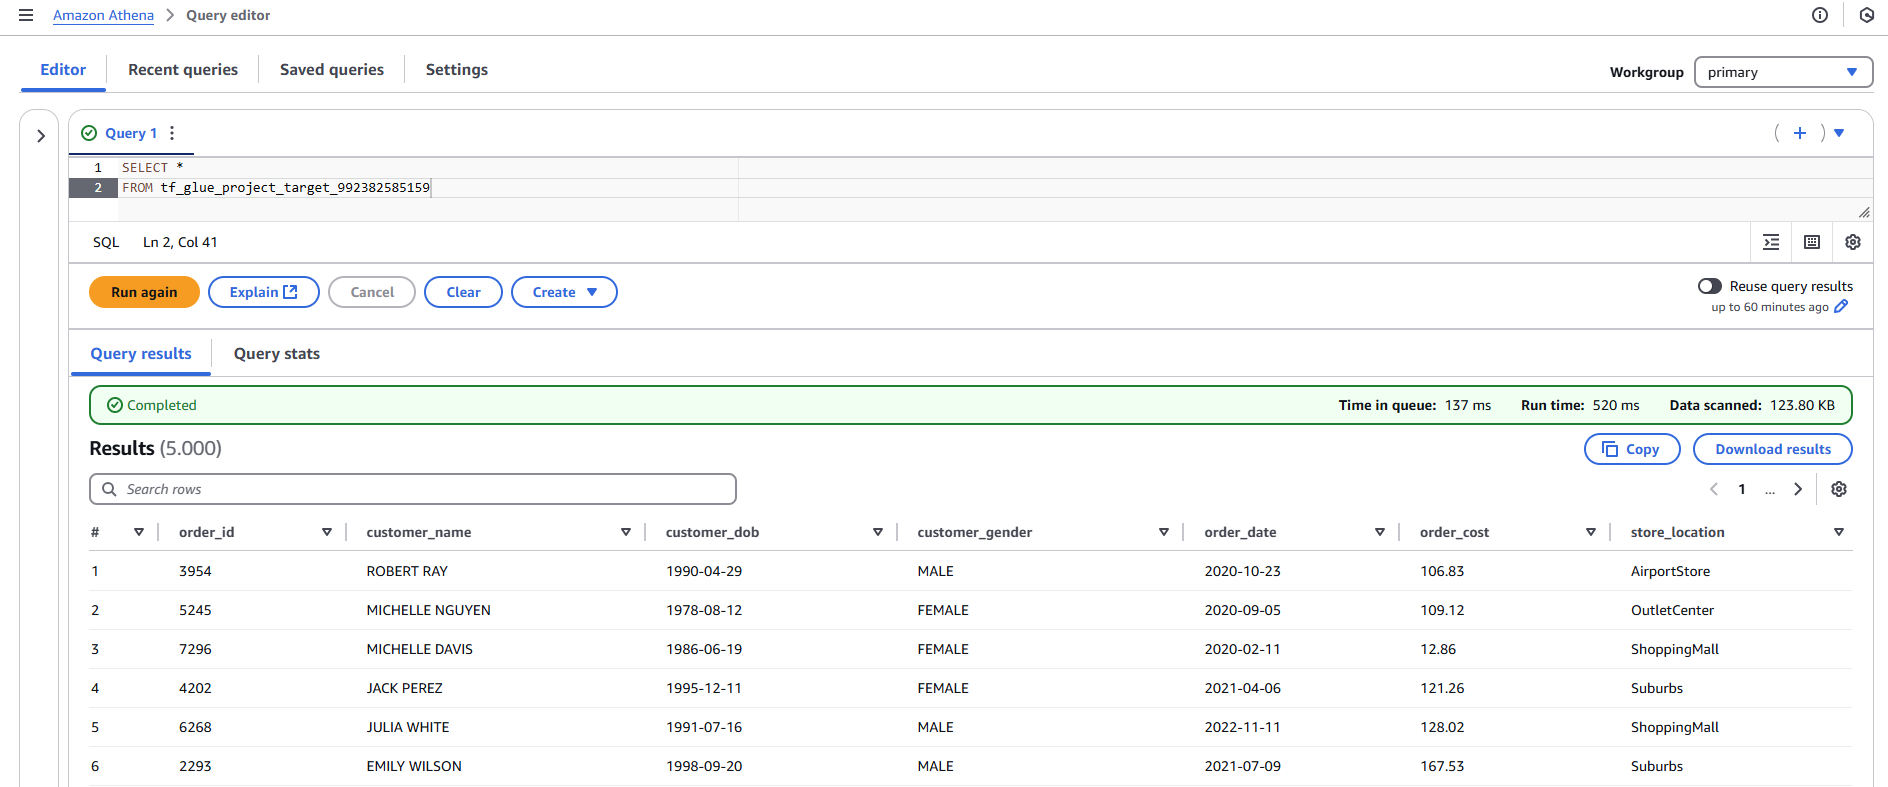 Amazon Athena > Query editor
Editor Recent queries Saved queries Settings
Workgroup primary
Query 1
1 SELECT *
2 FROM tf_glue_project_target_992382585159
SQL Ln 2, Col 41
Run again Explain Cancel Clear Create
Reuse query results
up to 60 minutes ago
Query results Query stats
Completed Time in queue: 137 ms Run time: 520 ms Data scanned: 123.80 KB
Results (5.000) Copy Download results
Search rows 1 ...
# order_id customer_name customer_dob customer_gender order_date order_cost store_location
1 3954 ROBERT RAY 1990-04-29 MALE 2020-10-23 106.83 AirportStore
2 5245 MICHELLE NGUYEN 1978-08-12 FEMALE 2020-09-05 109.12 OutletCenter
3 7296 MICHELLE DAVIS 1986-06-19 FEMALE 2020-02-11 12.86 ShoppingMall
4 4202 JACK PEREZ 1995-12-11 FEMALE 2021-04-06 121.26 Suburbs
5 6268 JULIA WHITE 1991-07-16 MALE 2022-11-11 128.02 ShoppingMall
6 2293 EMILY WILSON 1998-09-20 MALE 2021-07-09 167.53 Suburbs